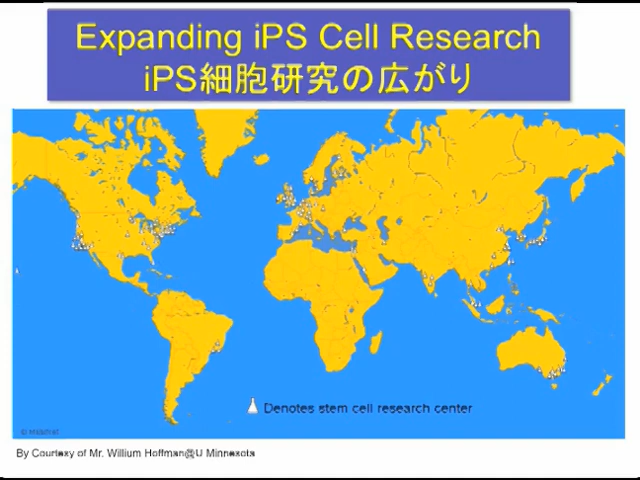 Expanding iPS Cell Research
iPS細胞研究の広がり
Denotes stem cell research center
By Courtesy of Mr. Willium Hoffman@U Minnesota